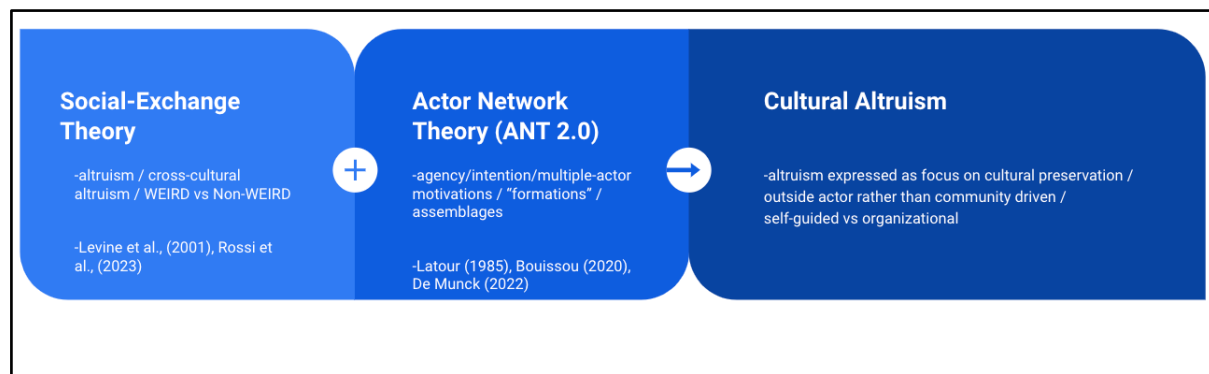 Social-Exchange
Theory
-altruism / cross-cultural
altruism / WEIRD vs Non-WEIRD
-Levine et al., (2001), Rossi et
al., (2023)
+
Actor Network
Theory (ANT 2.0)
-agency/intention/multiple-actor
motivations / “formations” /
assemblages
-Latour (1985), Bouissou (2020),
De Munck (2022)
Cultural Altruism
-altruism expressed as focus on cultural preservation /
outside actor rather than community driven /
self-guided vs organizational